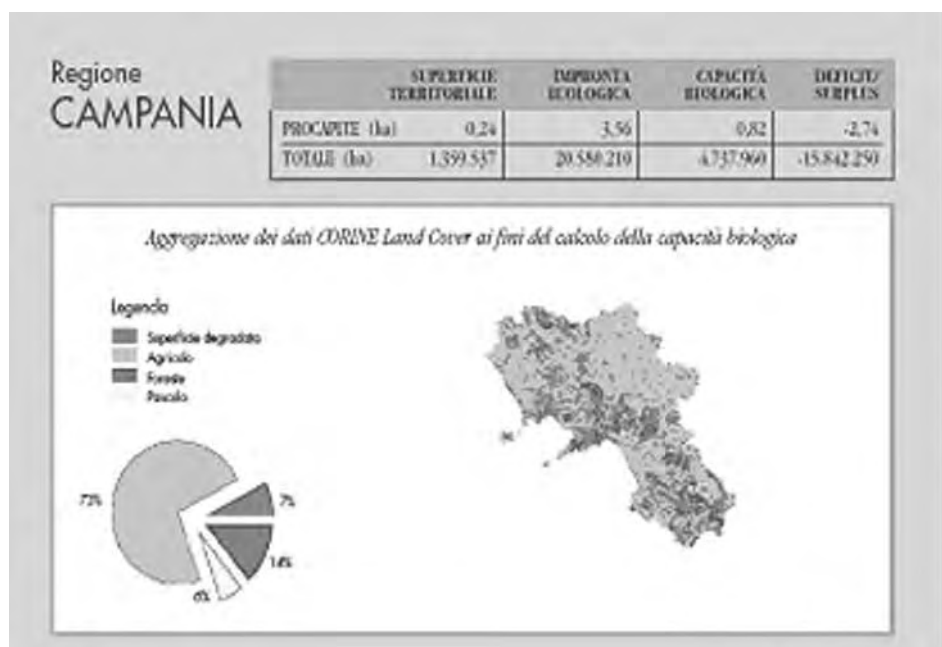 Regione
CAMPANIA
SUPERFICIE TERRITORIALE IMPRONTA ECOLOGICA CAPACITÀ BIOLOGICA DEFICIT/ SURPLUS
PROCAPITE (ha) 0,24 3,56 0,82 -2,74
TOTALE (ha) 1.359.537 20.580.210 4.737.960 -15.842.250
Aggregazione dei dati CORINE Land Cover ai fini del calcolo della capacità biologica
Legenda
Superficie degradata
Agricolo
Foreste
Pascolo
73%
7%
14%
6%